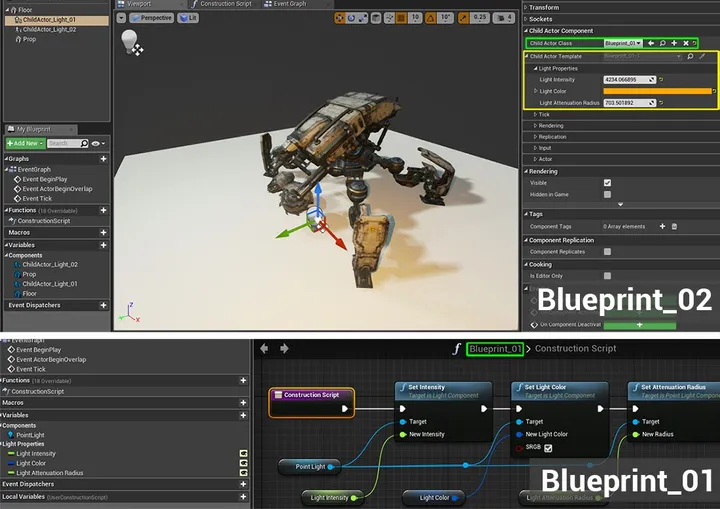 Floor
ChildActor_Light_01
ChildActor_Light_02
Prop
My Blueprint
+Add New
Search
Graphs
EventGraph
Event BeginPlay
Event ActorBeginOverlap
Event Tick
Functions (18 Overridable)
ConstructionScript
Macros
Variables
Components
ChildActor_Light_02
Prop
ChildActor_Light_01
Floor
Event Dispatchers
Viewport
Construction Script
Event Graph
Perspective
Lit
10
10°
0.25
4
Z
X
Transform
Sockets
Child Actor Component
Child Actor Class
Blueprint_01
Child Actor Template
Light Properties
Light Intensity
4234.066895
Light Color
Light Attenuation Radius
703.501892
Tick
Rendering
Replication
Input
Actor
Rendering
Visible
Hidden in Game
Tags
Component Tags
0 Array elements
Component Replication
Component Replicates
Cooking
Is Editor Only
On Component Deactivat
Blueprint_02
Event BeginPlay
Event ActorBeginOverlap
Event Tick
Functions (18 Overridable)
ConstructionScript
Macros
Variables
Components
PointLight
Light Properties
Light Intensity
Light Color
Light Attenuation Radius
Event Dispatchers
Local Variables (UserConstructionScript)
Blueprint_01 > Construction Script
Construction Script
Set Intensity
Target is Light Component
Target
New Intensity
Set Light Color
Target is Light Component
Target
New Light Color
SRGB
Set Attenuation Radius
Target is Point Light Component
Target
New Radius
Point Light
Light Intensity
Light Color
Light Attenuation Radius
Blueprint_01